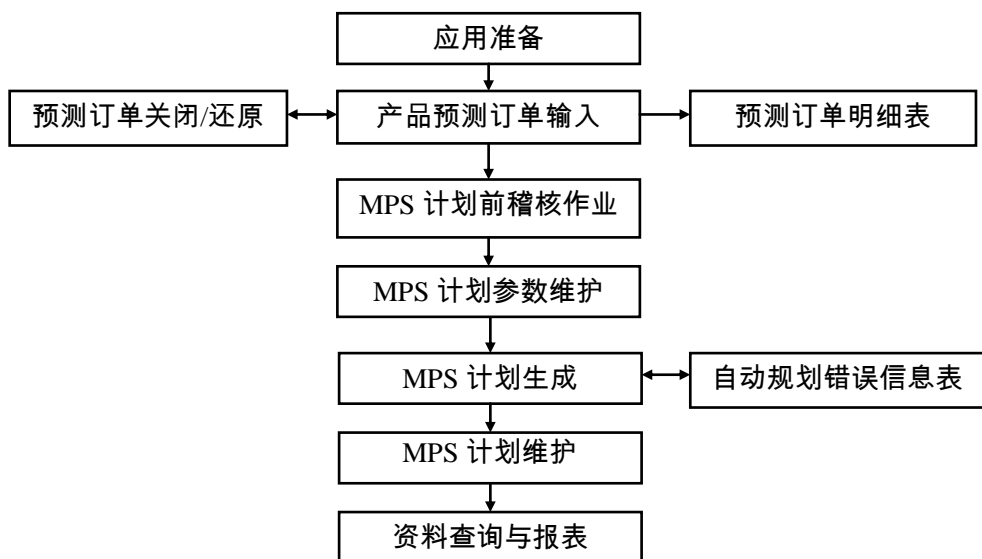 应用准备
预测订单关闭/还原
产品预测订单输入
预测订单明细表
MPS 计划前稽核作业
MPS 计划参数维护
MPS 计划生成
自动规划错误信息表
MPS 计划维护
资料查询与报表